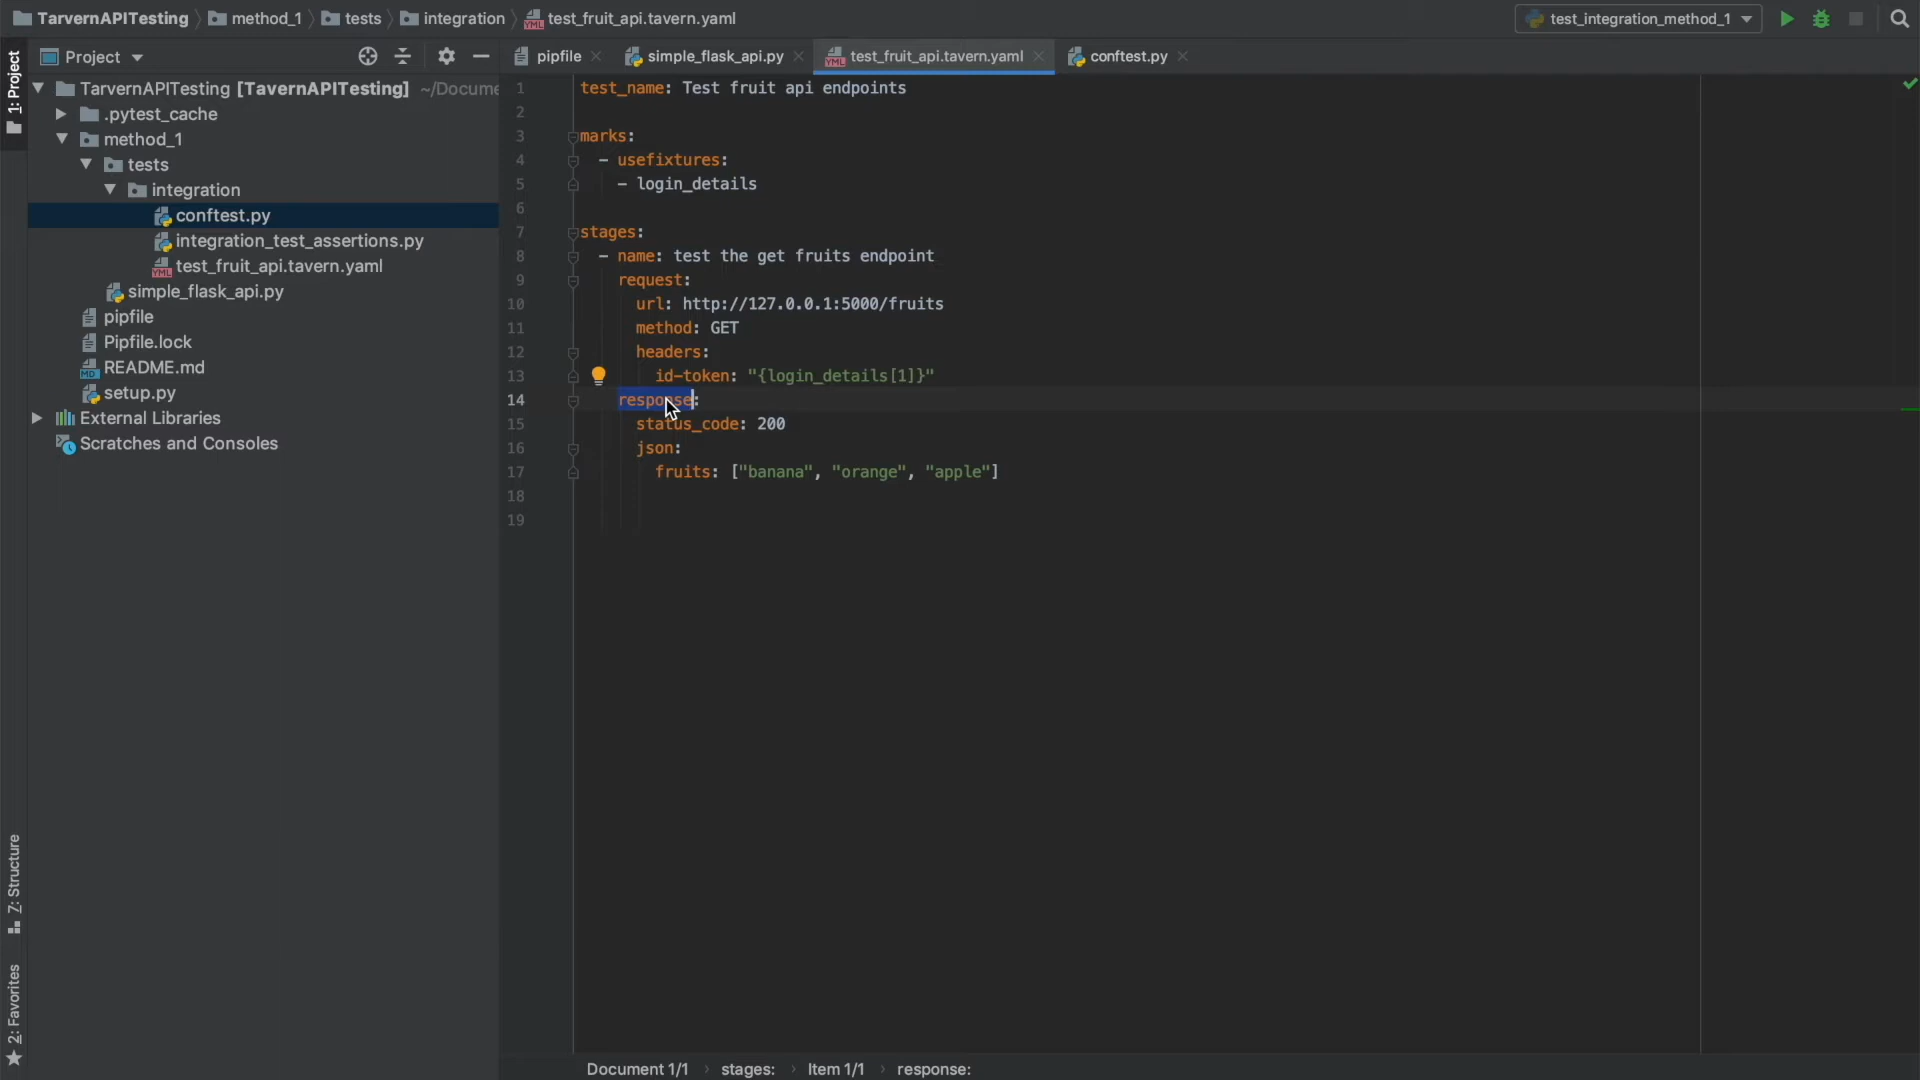 TarvernAPITesting method_1 tests integration test_fruit_api.tavern.yaml
test_integration_method_1
1: Project
Project
pipfile
simple_flask_api.py
test_fruit_api.tavern.yaml
conftest.py
TarvernAPITesting [TavernAPITesting] ~/Docume
.pytest_cache
method_1
tests
integration
conftest.py
integration_test_assertions.py
test_fruit_api.tavern.yaml
simple_flask_api.py
pipfile
Pipfile.lock
README.md
setup.py
External Libraries
Scratches and Consoles
Z: Structure
2: Favorites
1 test_name: Test fruit api endpoints
2
3 marks:
4 - usefixtures:
5 - login_details
6
7 stages:
8 - name: test the get fruits endpoint
9 request:
10 url: http://127.0.0.1:5000/fruits
11 method: GET
12 headers:
13 id-token: "{login_details[1]}"
14 response:
15 status_code: 200
16 json:
17 fruits: ["banana", "orange", "apple"]
18
19
Document 1/1 › stages: › Item 1/1 › response: